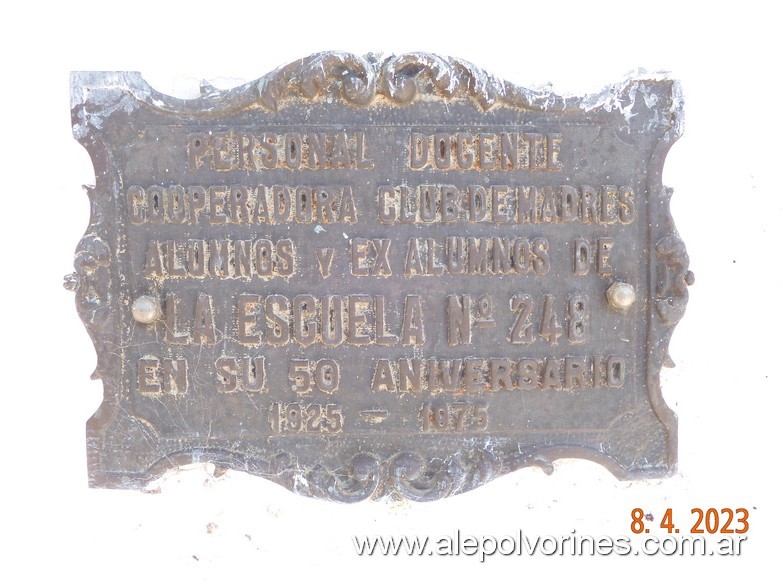 PERSONAL DOCENTE
COOPERADORA CLUB DE MADRES
ALUMNOS Y EX ALUMNOS DE
LA ESCUELA Nº 248
EN SU 50 ANIVERSARIO
1925 - 1975
8. 4. 2023
www.alepolvorines.com.ar